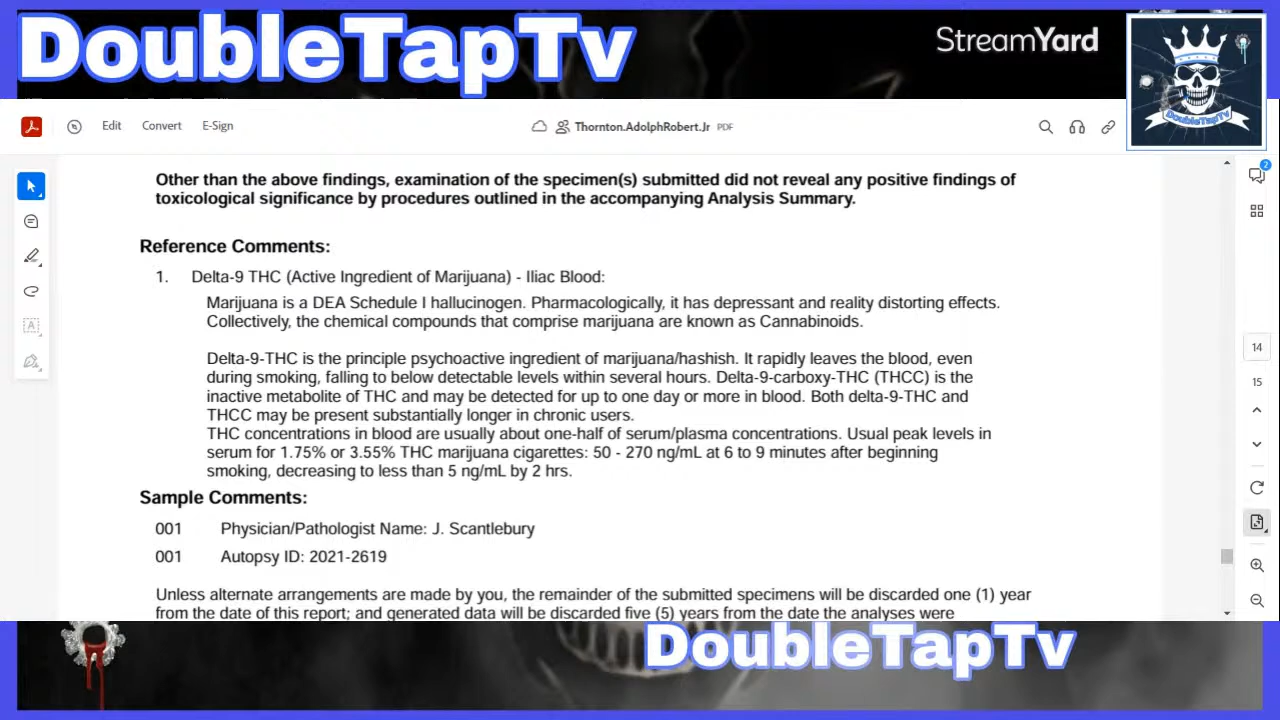 DoubleTapTv
StreamYard
DoubleTapTv
Edit Convert E-Sign
Thornton.AdolphRobert.Jr PDF
2
Other than the above findings, examination of the specimen(s) submitted did not reveal any positive findings of
toxicological significance by procedures outlined in the accompanying Analysis Summary.
Reference Comments:
1. Delta-9 THC (Active Ingredient of Marijuana) - Iliac Blood:
Marijuana is a DEA Schedule I hallucinogen. Pharmacologically, it has depressant and reality distorting effects.
Collectively, the chemical compounds that comprise marijuana are known as Cannabinoids.
Delta-9-THC is the principle psychoactive ingredient of marijuana/hashish. It rapidly leaves the blood, even
during smoking, falling to below detectable levels within several hours. Delta-9-carboxy-THC (THCC) is the
inactive metabolite of THC and may be detected for up to one day or more in blood. Both delta-9-THC and
THCC may be present substantially longer in chronic users.
THC concentrations in blood are usually about one-half of serum/plasma concentrations. Usual peak levels in
serum for 1.75% or 3.55% THC marijuana cigarettes: 50 - 270 ng/mL at 6 to 9 minutes after beginning
smoking, decreasing to less than 5 ng/mL by 2 hrs.
Sample Comments:
001 Physician/Pathologist Name: J. Scantlebury
001 Autopsy ID: 2021-2619
Unless alternate arrangements are made by you, the remainder of the submitted specimens will be discarded one (1) year
from the date of this report; and generated data will be discarded five (5) years from the date the analyses were
14
15
DoubleTapTv